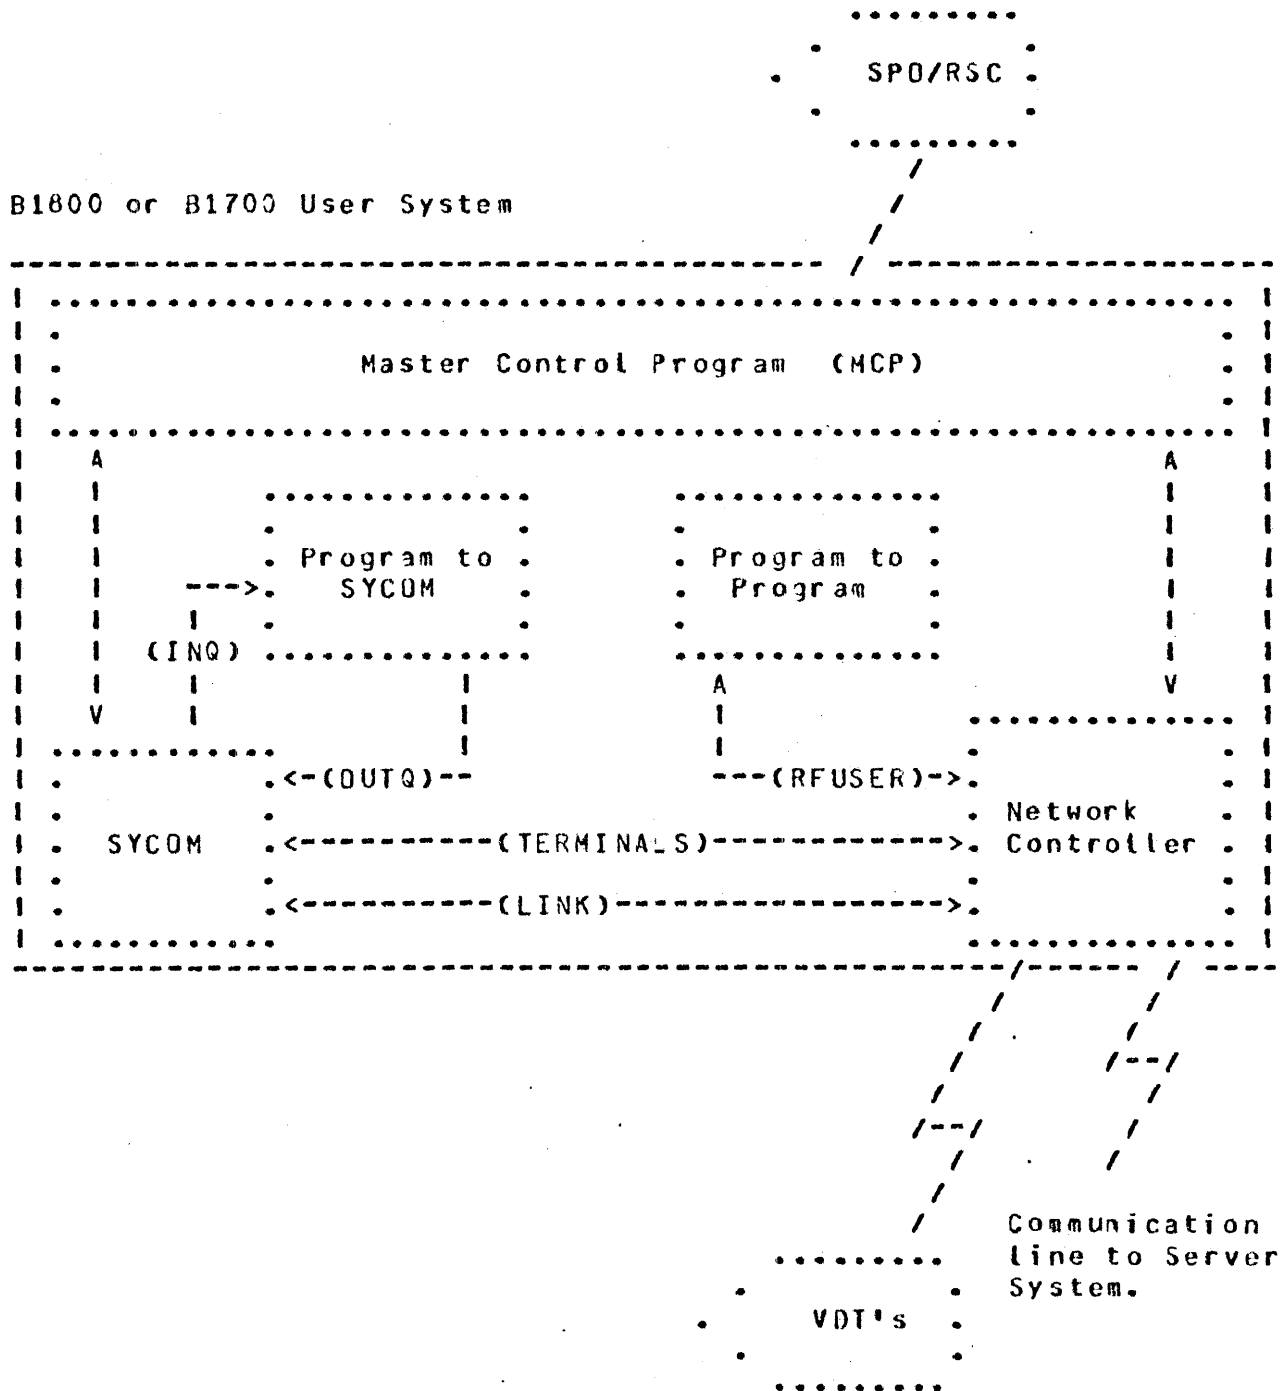 SPO/RSC
B1800 or B1700 User System
Master Control Program (MCP)
Program to
SYCOM
Program to
Program
(INQ)
(OUTQ)
(RFUSER)
Network
Controller
SYCOM
(TERMINALS)
(LINK)
Communication
line to Server
System.
VDT's